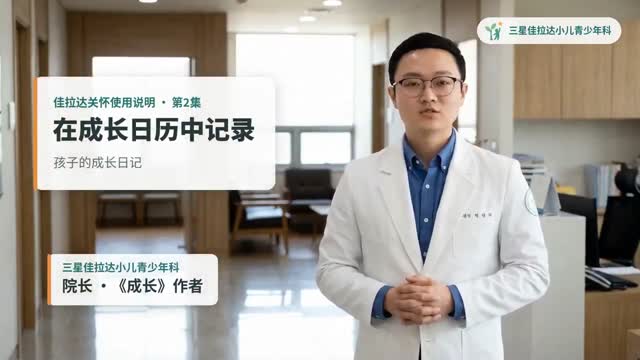 三星佳拉达小儿青少年科
佳拉达关怀使用说明 · 第2集
在成长日历中记录
孩子的成长日记
三星佳拉达小儿青少年科
院长 · 《成长》作者